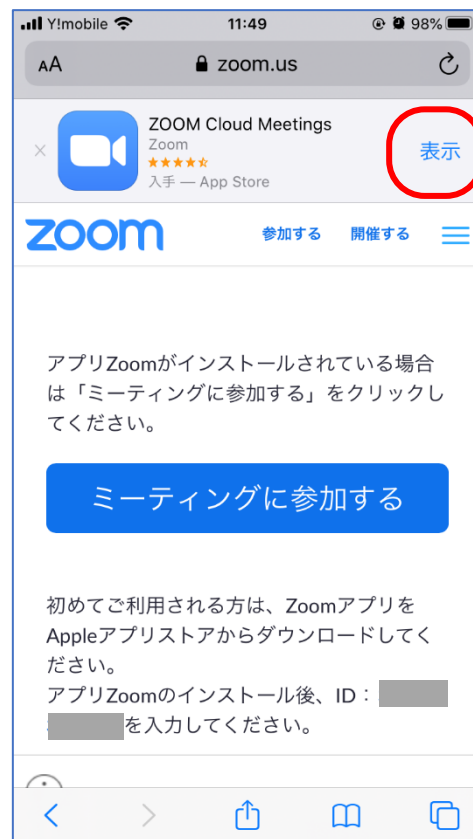 Y!mobile 11:49 98%
AA zoom.us
ZOOM Cloud Meetings
Zoom
入手 — App Store
表示
zoom 参加する 開催する
アプリZoomがインストールされている場合
は「ミーティングに参加する」をクリックし
てください。
ミーティングに参加する
初めてご利用される方は、Zoomアプリを
Appleアプリストアからダウンロードしてく
ださい。
アプリZoomのインストール後、ID：
を入力してください。